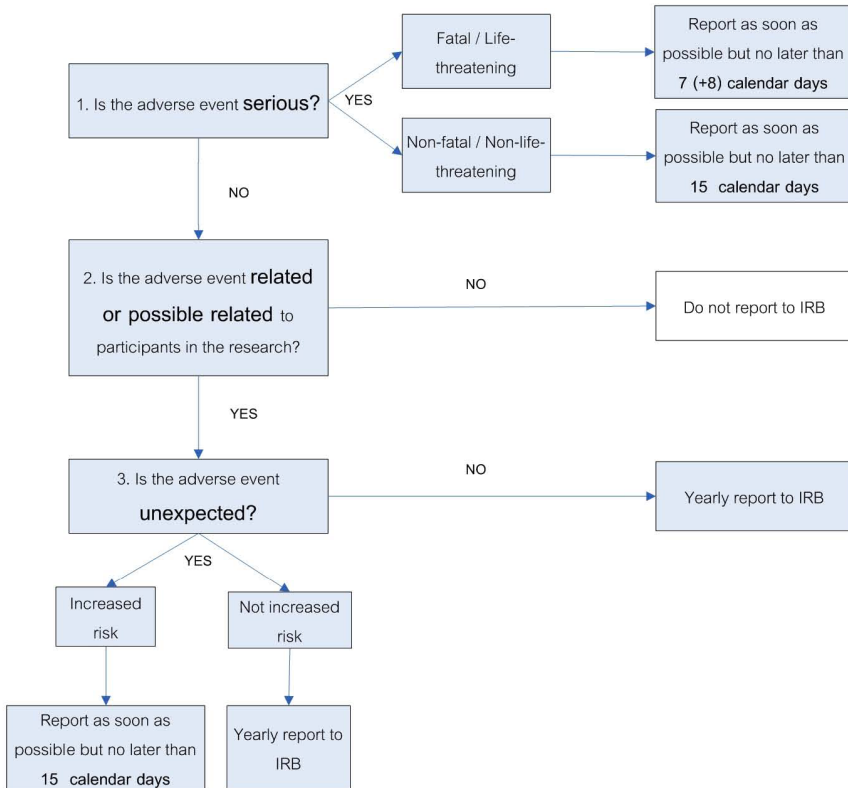 Fatal / Life-
threatening
Report as soon as
possible but no later than
7 (+8) calendar days
1. Is the adverse event serious?
YES
Non-fatal / Non-life-
threatening
Report as soon as
possible but no later than
15 calendar days
NO
2. Is the adverse event related
or possible related to
participants in the research?
NO
Do not report to IRB
YES
3. Is the adverse event
unexpected?
NO
Yearly report to IRB
YES
Increased
risk
Not increased
risk
Report as soon as
possible but no later than
15 calendar days
Yearly report to
IRB